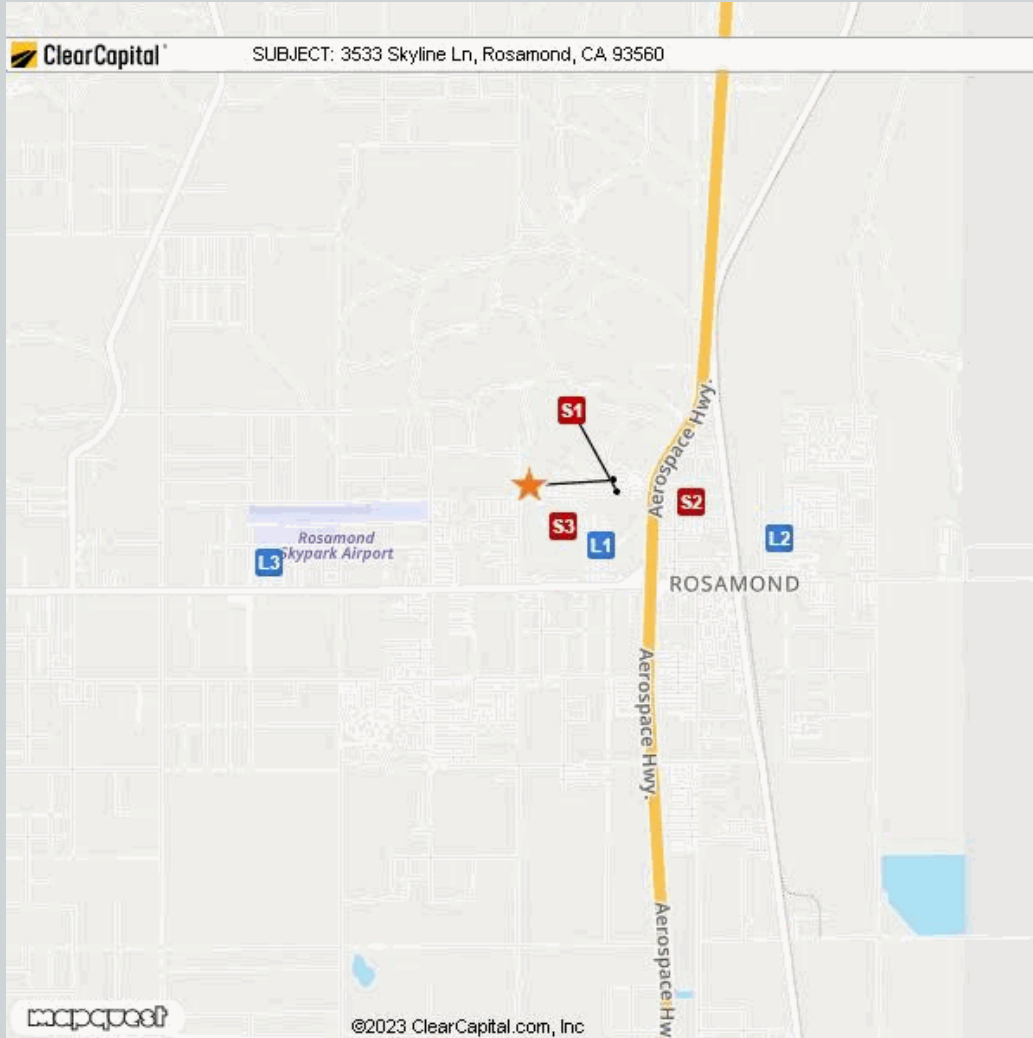 ClearCapital
SUBJECT: 3533 Skyline Ln, Rosamond, CA 93560
Aerospace Hwy.
S1
S2
S3
L1
L2
L3
Rosamond
Skypark Airport
ROSAMOND
Aerospace Hwy.
Aerospace Hw
mapquest
©2023 ClearCapital.com, Inc